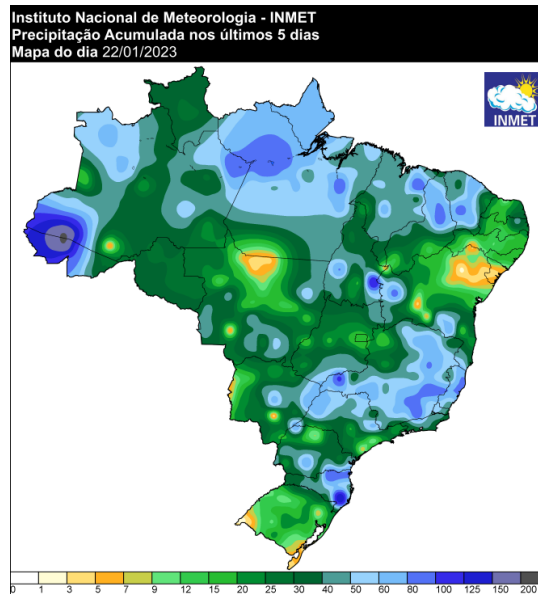 Instituto Nacional de Meteorologia - INMET
Precipitação Acumulada nos últimos 5 dias
Mapa do dia 22/01/2023
INMET
0 1 3 5 7 9 12 15 20 25 30 40 50 60 80 100 125 150 200